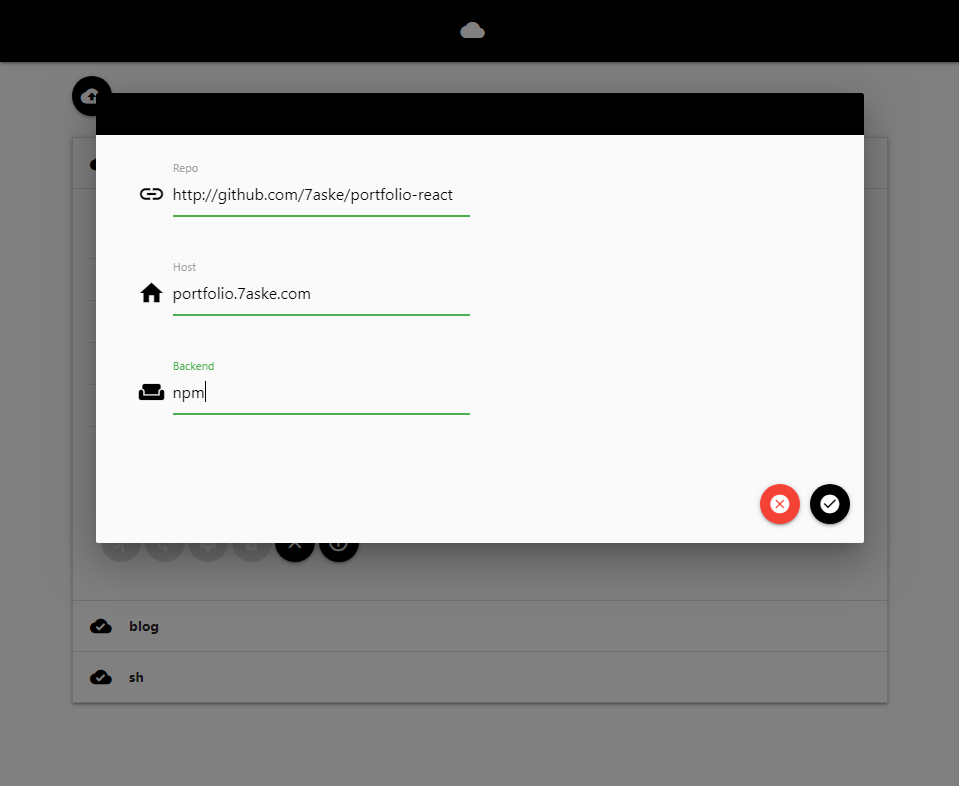 Repo
http://github.com/7aske/portfolio-react
Host
portfolio.7aske.com
Backend
npm
blog
sh